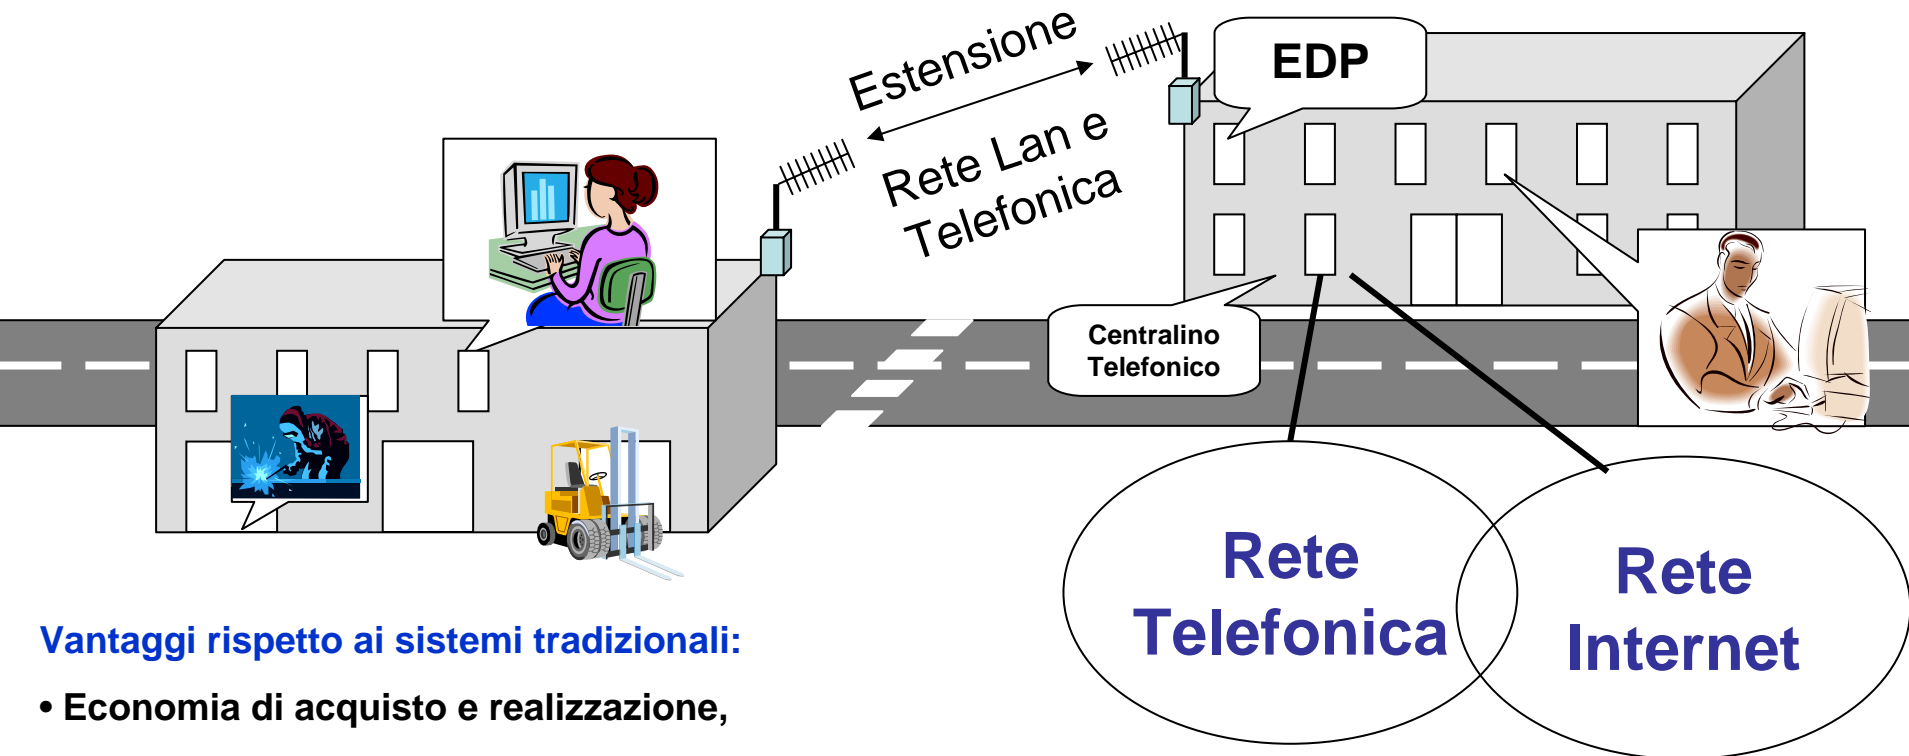 Estensione
Rete Lan e
Telefonica
EDP
Centralino
Telefonico
Rete
Telefonica
Rete
Internet
Vantaggi rispetto ai sistemi tradizionali:
• Economia di acquisto e realizzazione,